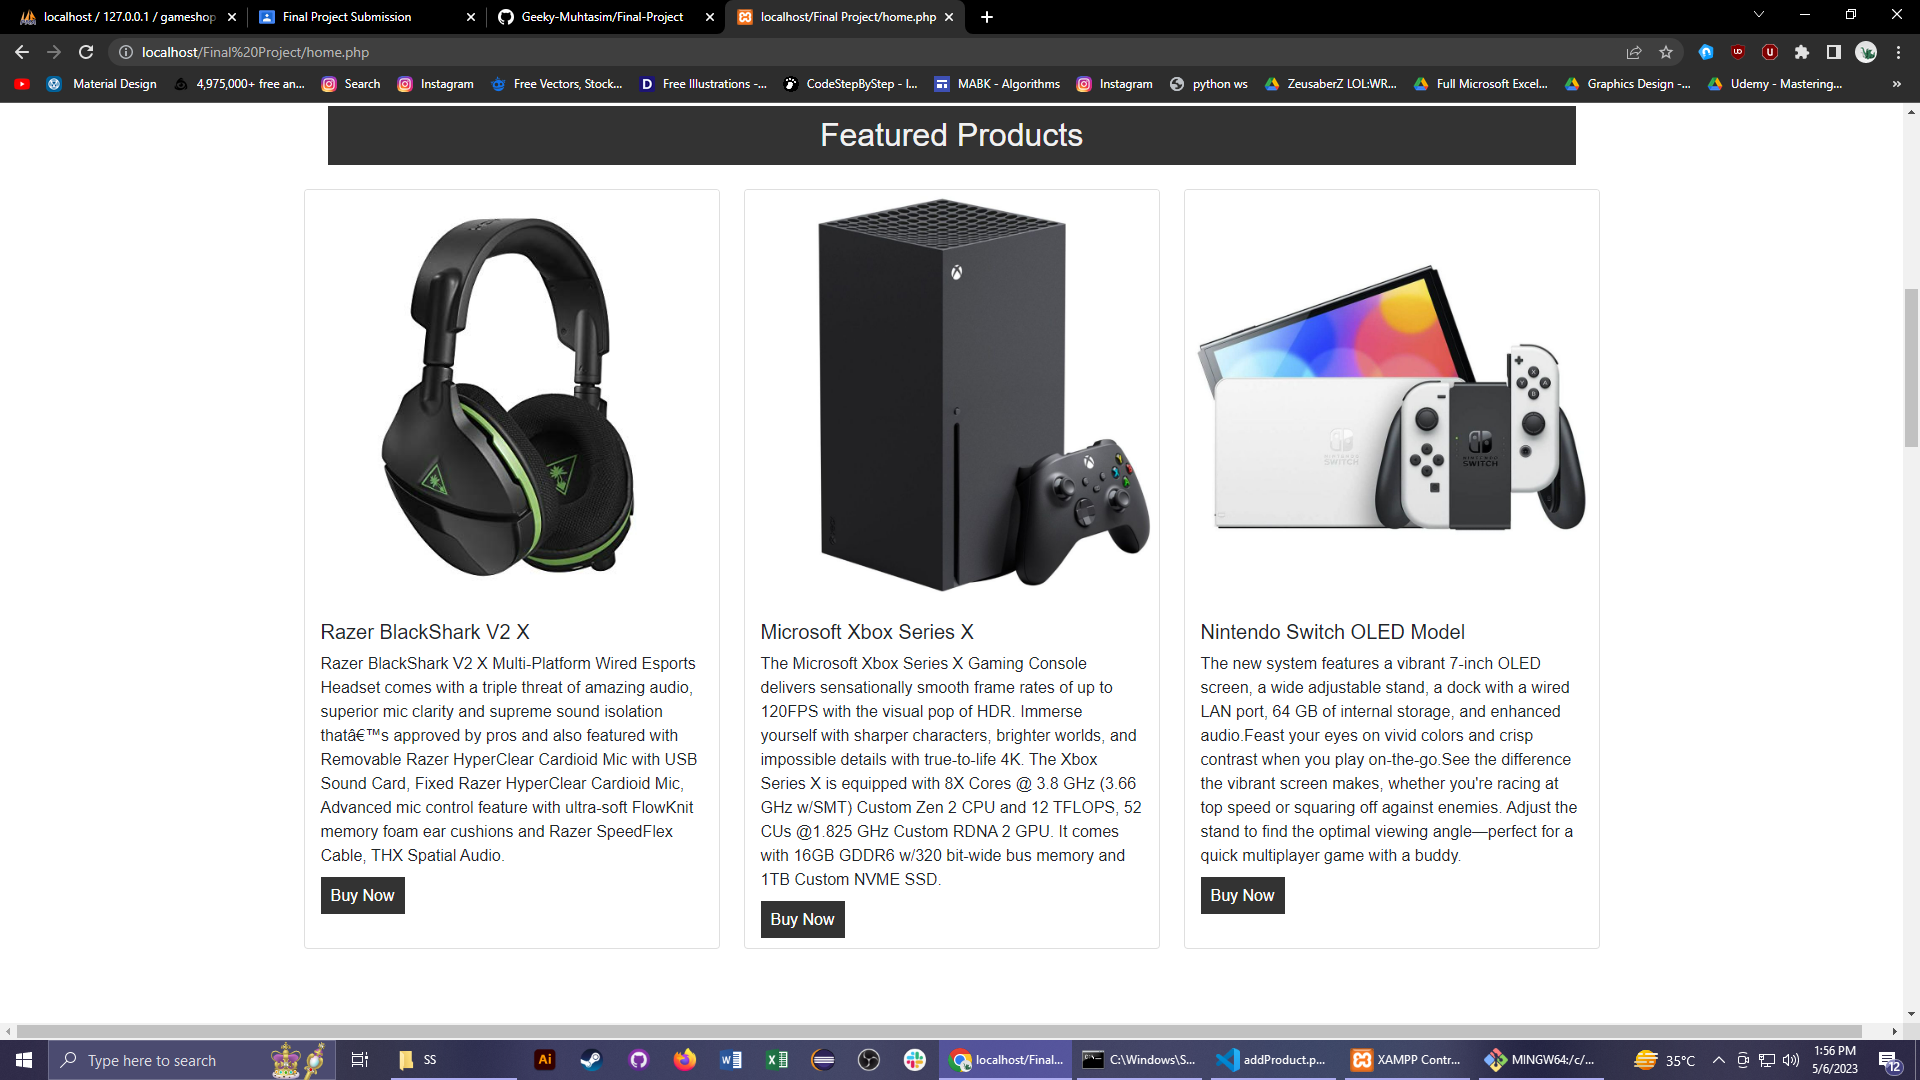 localhost / 127.0.0.1 / gameshop
Final Project Submission
Geeky-Muhtasim/Final-Project
localhost/Final Project/home.php
localhost/Final%20Project/home.php
Material Design
4,975,000+ free an...
Search
Instagram
Free Vectors, Stock...
Free Illustrations -...
CodeStepByStep - I...
MABK - Algorithms
Instagram
python ws
ZeusaberZ LOL:WR...
Full Microsoft Excel...
Graphics Design -...
Udemy - Mastering...
Featured Products
Razer BlackShark V2 X
Razer BlackShark V2 X Multi-Platform Wired Esports
Headset comes with a triple threat of amazing audio,
superior mic clarity and supreme sound isolation
thatâ€™s approved by pros and also featured with
Removable Razer HyperClear Cardioid Mic with USB
Sound Card, Fixed Razer HyperClear Cardioid Mic,
Advanced mic control feature with ultra-soft FlowKnit
memory foam ear cushions and Razer SpeedFlex
Cable, THX Spatial Audio.
Buy Now
Microsoft Xbox Series X
The Microsoft Xbox Series X Gaming Console
delivers sensationally smooth frame rates of up to
120FPS with the visual pop of HDR. Immerse
yourself with sharper characters, brighter worlds, and
impossible details with true-to-life 4K. The Xbox
Series X is equipped with 8X Cores @ 3.8 GHz (3.66
GHz w/SMT) Custom Zen 2 CPU and 12 TFLOPS, 52
CUs @1.825 GHz Custom RDNA 2 GPU. It comes
with 16GB GDDR6 w/320 bit-wide bus memory and
1TB Custom NVME SSD.
Buy Now
NINTENDO
SWITCH
NINTENDO
SWITCH
Nintendo Switch OLED Model
The new system features a vibrant 7-inch OLED
screen, a wide adjustable stand, a dock with a wired
LAN port, 64 GB of internal storage, and enhanced
audio.Feast your eyes on vivid colors and crisp
contrast when you play on-the-go.See the difference
the vibrant screen makes, whether you're racing at
top speed or squaring off against enemies. Adjust the
stand to find the optimal viewing angle—perfect for a
quick multiplayer game with a buddy.
Buy Now
Type here to search
SS
Ai
localhost/Final...
C:\Windows\S...
addProduct.p...
XAMPP Contr...
MINGW64:/c/...
35°C
1:56 PM
5/6/2023
12